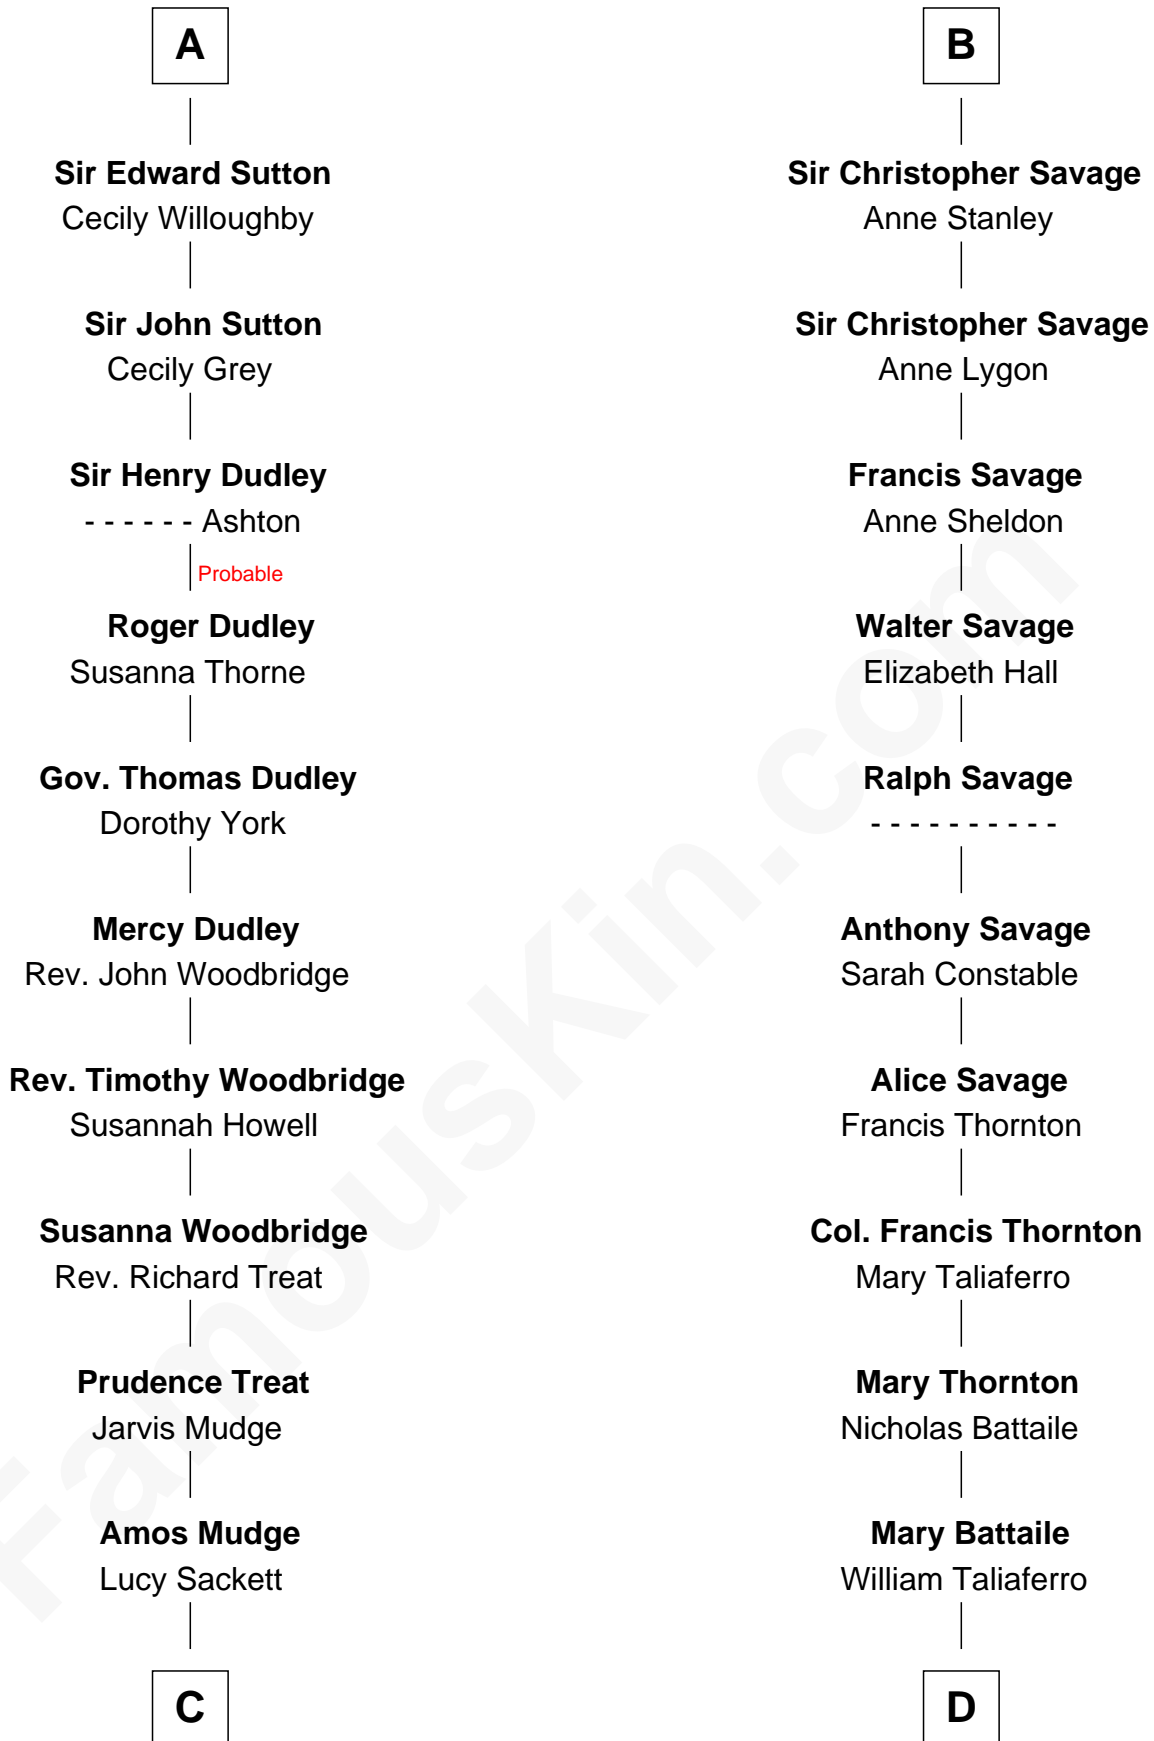 A
Sir Edward Sutton
Cecily Willoughby
Sir John Sutton
Cecily Grey
Sir Henry Dudley
- - - - - - Ashton
Probable
Roger Dudley
Susanna Thorne
Gov. Thomas Dudley
Dorothy York
Mercy Dudley
Rev. John Woodbridge
Rev. Timothy Woodbridge
Susannah Howell
Susanna Woodbridge
Rev. Richard Treat
Prudence Treat
Jarvis Mudge
Amos Mudge
Lucy Sackett
C
B
Sir Christopher Savage
Anne Stanley
Sir Christopher Savage
Anne Lygon
Francis Savage
Anne Sheldon
Walter Savage
Elizabeth Hall
Ralph Savage
- - - - - - - - - -
Anthony Savage
Sarah Constable
Alice Savage
Francis Thornton
Col. Francis Thornton
Mary Taliaferro
Mary Thornton
Nicholas Battaile
Mary Battaile
William Taliaferro
D
FamousKin.com